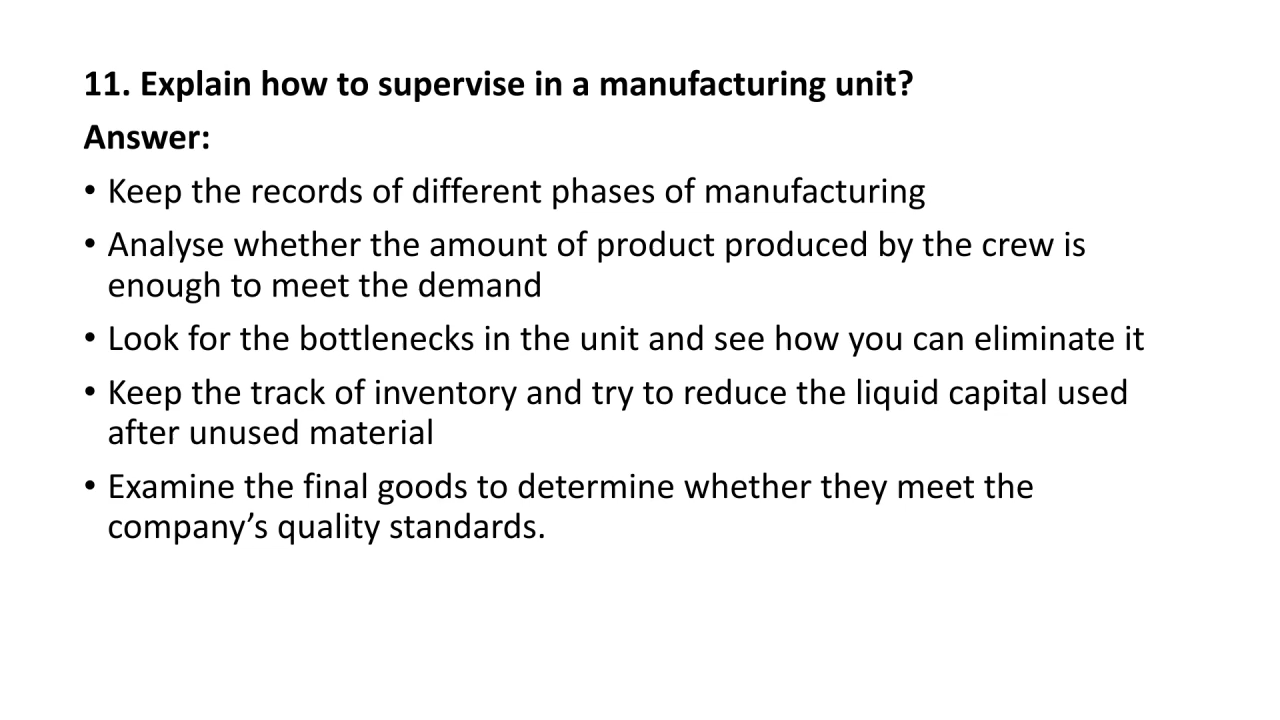 11. Explain how to supervise in a manufacturing unit?
Answer:
• Keep the records of different phases of manufacturing
• Analyse whether the amount of product produced by the crew is
enough to meet the demand
• Look for the bottlenecks in the unit and see how you can eliminate it
• Keep the track of inventory and try to reduce the liquid capital used
after unused material
• Examine the final goods to determine whether they meet the
company’s quality standards.